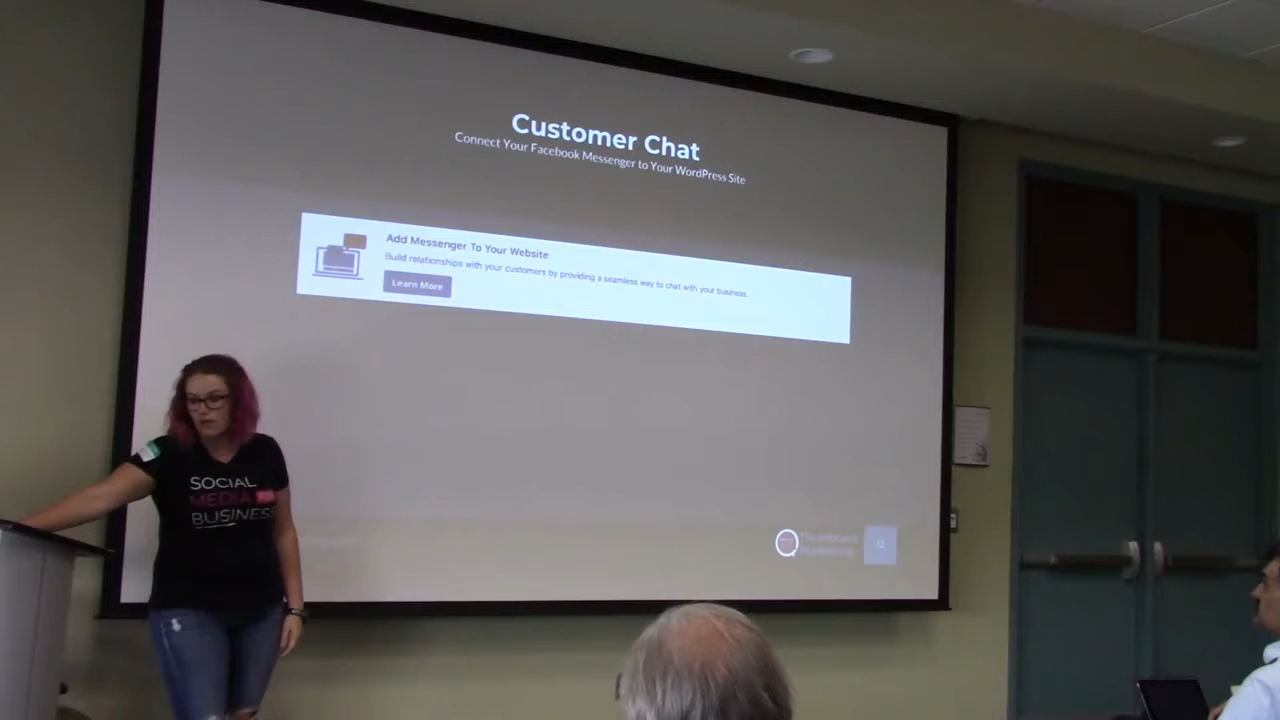 Customer Chat
Connect Your Facebook Messenger to Your WordPress Site
Add Messenger To Your Website
Build relationships with your customers by providing a seamless way to chat with your business.
Learn More
SOCIAL
MEDIA
BUSINESS